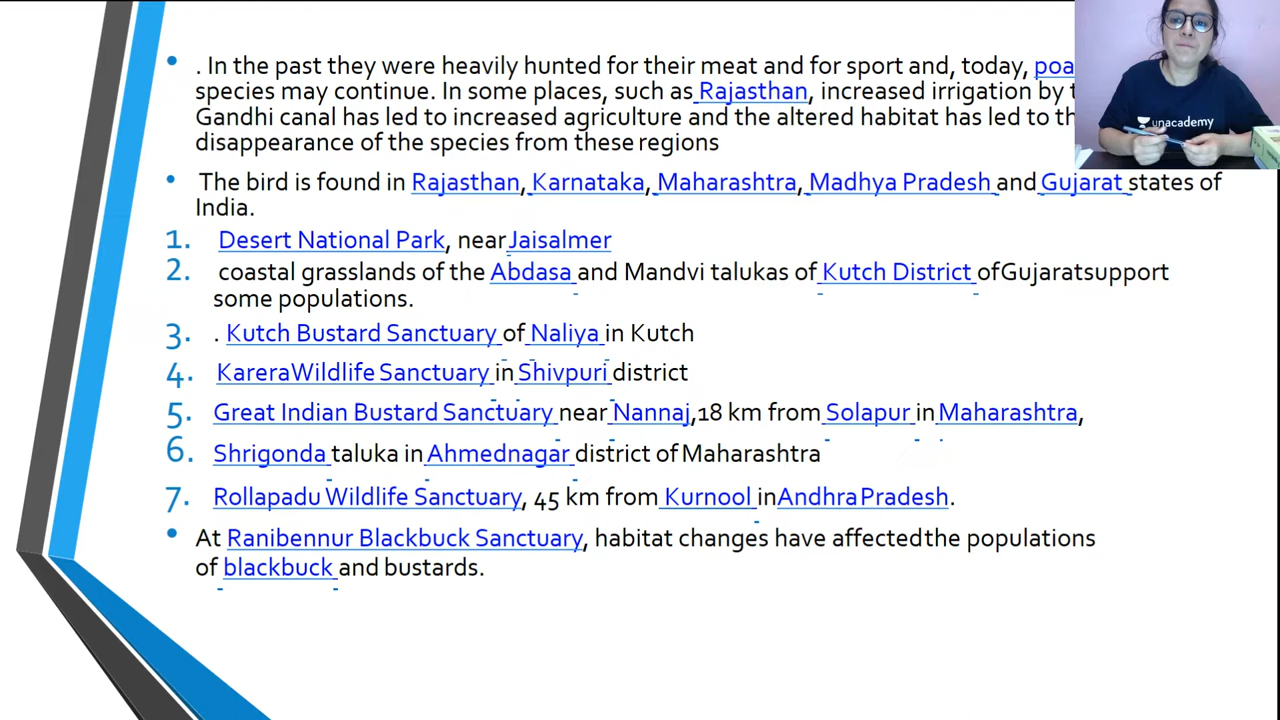 • . In the past they were heavily hunted for their meat and for sport and, today,
species may continue. In some places, such as Rajasthan, increased irrigation by
Gandhi canal has led to increased agriculture and the altered habitat has led to
disappearance of the species from these regions
• The bird is found in Rajasthan, Karnataka, Maharashtra, Madhya Pradesh and Gujarat states of
India.
1. Desert National Park, near Jaisalmer
2. coastal grasslands of the Abdasa and Mandvi talukas of Kutch District of Gujaratsupport
some populations.
3. . Kutch Bustard Sanctuary of Naliya in Kutch
4. KareraWildlife Sanctuary in Shivpuri district
5. Great Indian Bustard Sanctuary near Nannaj,18 km from Solapur in Maharashtra,
6. Shrigonda taluka in Ahmednagar district of Maharashtra
7. Rollapadu Wildlife Sanctuary, 45 km from Kurnool in Andhra Pradesh.
• At Ranibennur Blackbuck Sanctuary, habitat changes have affectedthe populations
of blackbuck and bustards.
unacademy